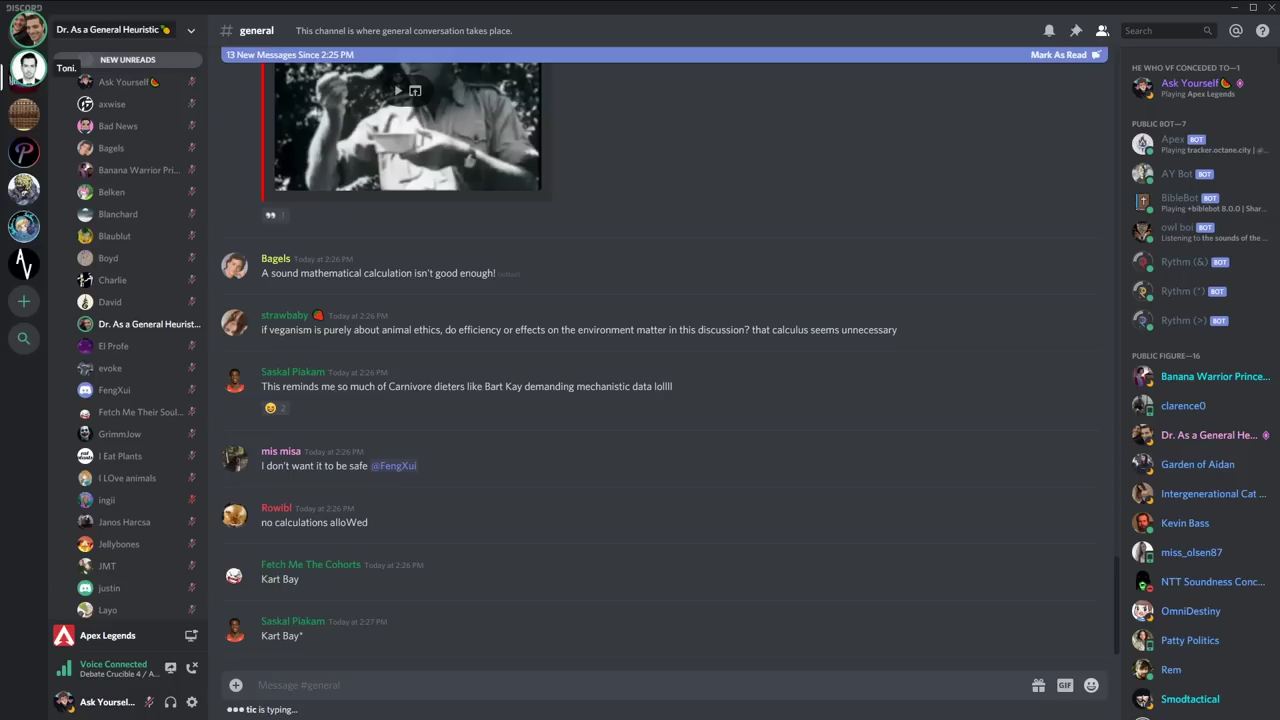 DISCORD
Dr. As a General Heuristic
Toni.
NEW UNREADS
Ask Yourself
axwise
Bad News
Bagels
Banana Warrior Pri...
Belken
Blanchard
Blaublut
Boyd
Charlie
David
Dr. As a General Heurist...
El Profe
evoke
FengXui
Fetch Me Their Soul...
GrimmJow
I Eat Plants
I LOve animals
ingii
Janos Harcsa
Jellybones
JMT
justin
Layo
Apex Legends
Voice Connected
Debate Crucible 4 / A...
Ask Yoursel...
# general
This channel is where general conversation takes place.
13 New Messages Since 2:25 PM
Mark As Read
1
Bagels Today at 2:26 PM
A sound mathematical calculation isn't good enough! (edited)
strawbaby Today at 2:26 PM
if veganism is purely about animal ethics, do efficiency or effects on the environment matter in this discussion? that calculus seems unnecessary
Saskal Piakam Today at 2:26 PM
This reminds me so much of Carnivore dieters like Bart Kay demanding mechanistic data lollll
2
mis misa Today at 2:26 PM
I don't want it to be safe @FengXui
Rowibl Today at 2:26 PM
no calculations alloWed
Fetch Me The Cohorts Today at 2:26 PM
Kart Bay
Saskal Piakam Today at 2:27 PM
Kart Bay*
Message #general
GIF
tic is typing...
Search
HE WHO VF CONCEDED TO—1
Ask Yourself
Playing Apex Legends
PUBLIC BOT—7
Apex BOT
Playing tracker.octane.city | @...
AY Bot BOT
BibleBot BOT
Playing +biblebot 8.0.0 | Shar...
owl boi BOT
Listening to the sounds of the ...
Rythm (&) BOT
Rythm (*) BOT
Rythm (>) BOT
PUBLIC FIGURE—16
Banana Warrior Prince...
clarence0
Dr. As a General He...
Garden of Aidan
Intergenerational Cat ...
Kevin Bass
miss_olsen87
NTT Soundness Conc...
OmniDestiny
Patty Politics
Rem
Smodtactical